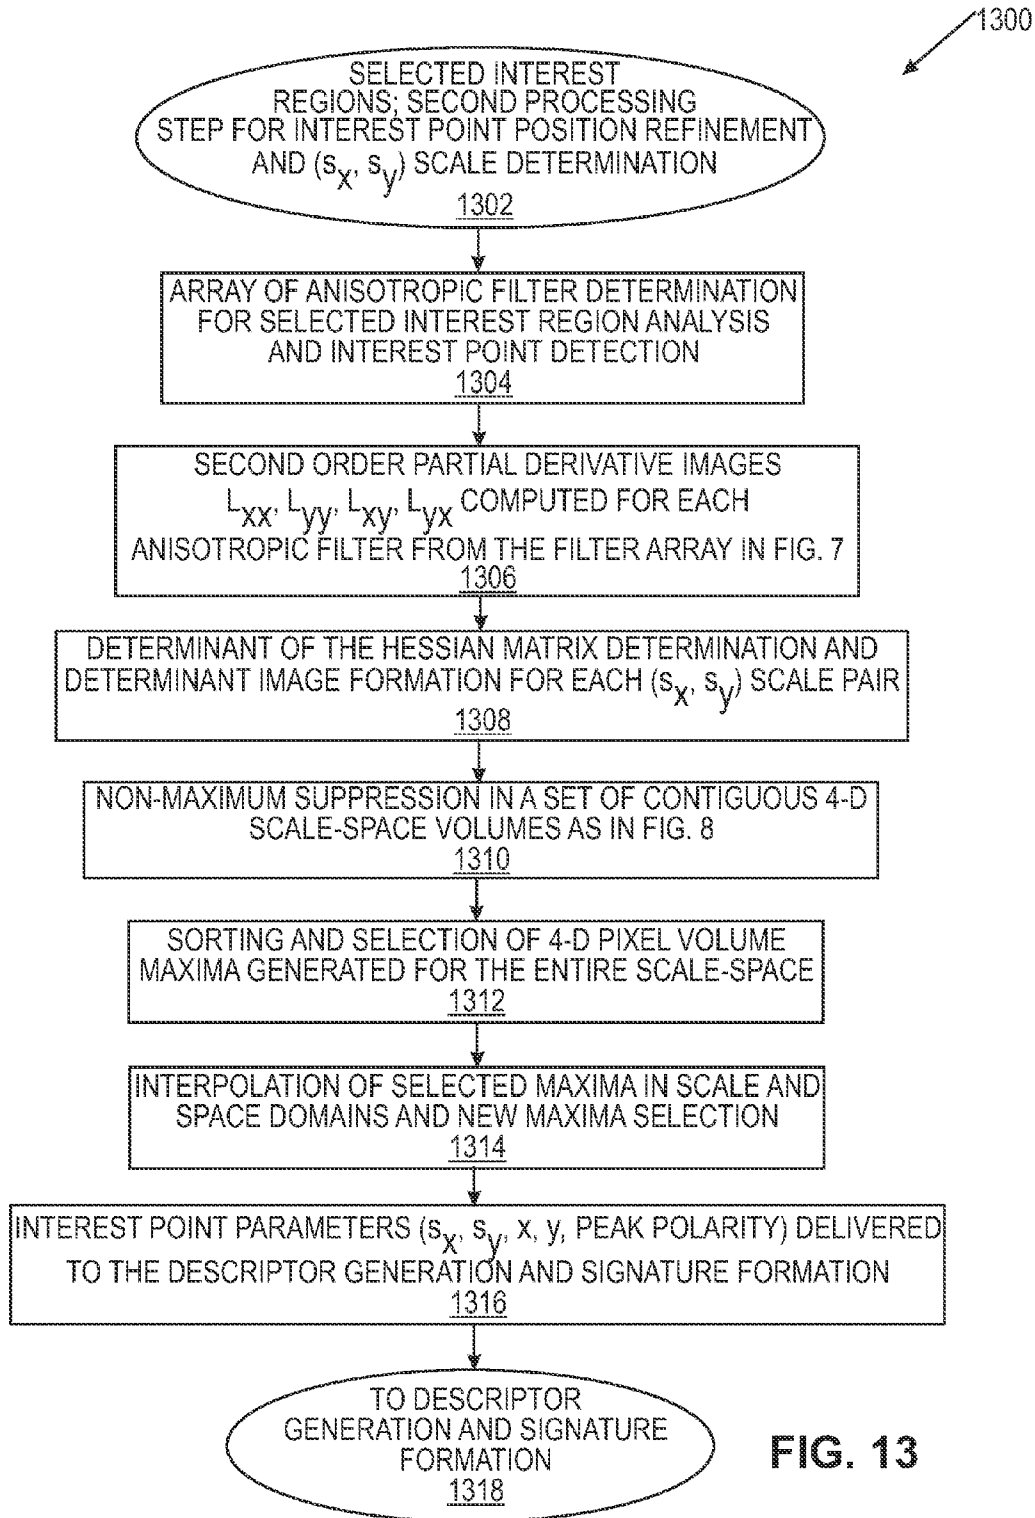 1300
SELECTED INTEREST
REGIONS; SECOND PROCESSING
STEP FOR INTEREST POINT POSITION REFINEMENT
AND (sx, sy) SCALE DETERMINATION
1302
ARRAY OF ANISOTROPIC FILTER DETERMINATION
FOR SELECTED INTEREST REGION ANALYSIS
AND INTEREST POINT DETECTION
1304
SECOND ORDER PARTIAL DERIVATIVE IMAGES
Lxx, Lyy, Lxy, Lyx COMPUTED FOR EACH
ANISOTROPIC FILTER FROM THE FILTER ARRAY IN FIG. 7
1306
DETERMINANT OF THE HESSIAN MATRIX DETERMINATION AND
DETERMINANT IMAGE FORMATION FOR EACH (sx, sy) SCALE PAIR
1308
NON-MAXIMUM SUPPRESSION IN A SET OF CONTIGUOUS 4-D
SCALE-SPACE VOLUMES AS IN FIG. 8
1310
SORTING AND SELECTION OF 4-D PIXEL VOLUME
MAXIMA GENERATED FOR THE ENTIRE SCALE-SPACE
1312
INTERPOLATION OF SELECTED MAXIMA IN SCALE AND
SPACE DOMAINS AND NEW MAXIMA SELECTION
1314
INTEREST POINT PARAMETERS (sx, sy, x, y, PEAK POLARITY) DELIVERED
TO THE DESCRIPTOR GENERATION AND SIGNATURE FORMATION
1316
TO DESCRIPTOR
GENERATION AND SIGNATURE
FORMATION
1318
FIG. 13